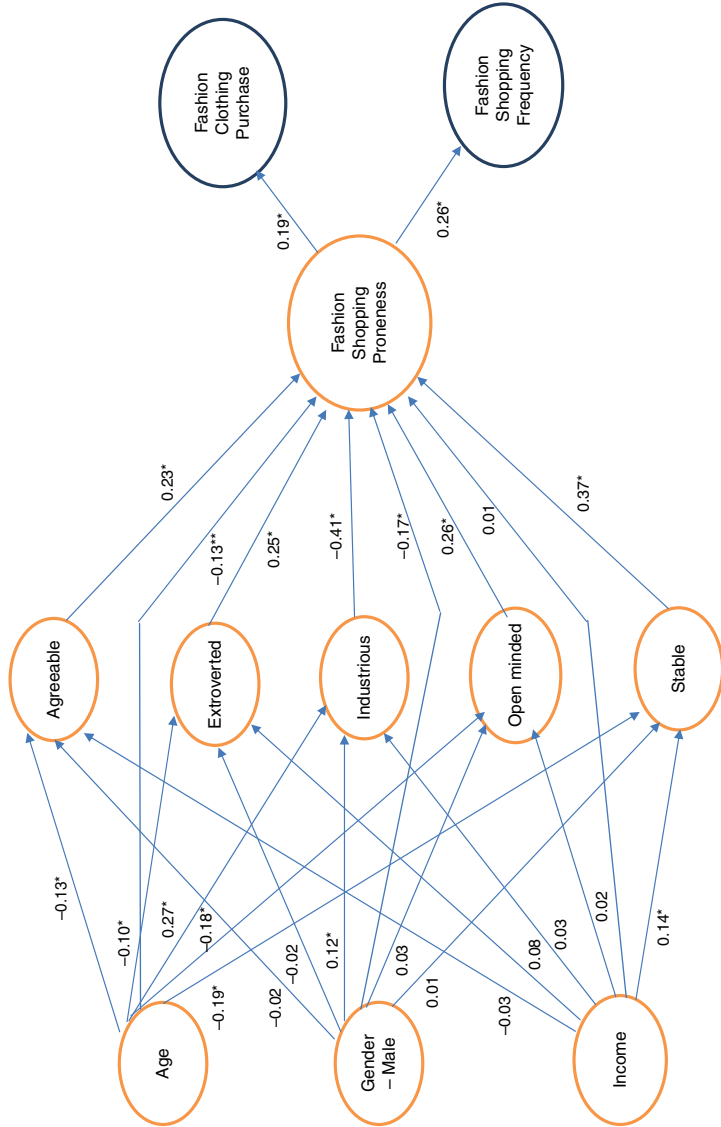 Age
Gender
– Male
Income
–0.13*
–0.10*
0.27*
–0.18*
–0.19*
–0.02
–0.02
0.12*
0.03
0.01
–0.03
0.08
0.03
0.02
0.14*
Agreeable
Extroverted
Industrious
Open minded
Stable
0.23*
–0.13**
0.25*
–0.41*
–0.17*
0.26*
0.01
0.37*
Fashion
Shopping
Proneness
0.19*
0.26*
Fashion
Clothing
Purchase
Fashion
Shopping
Frequency